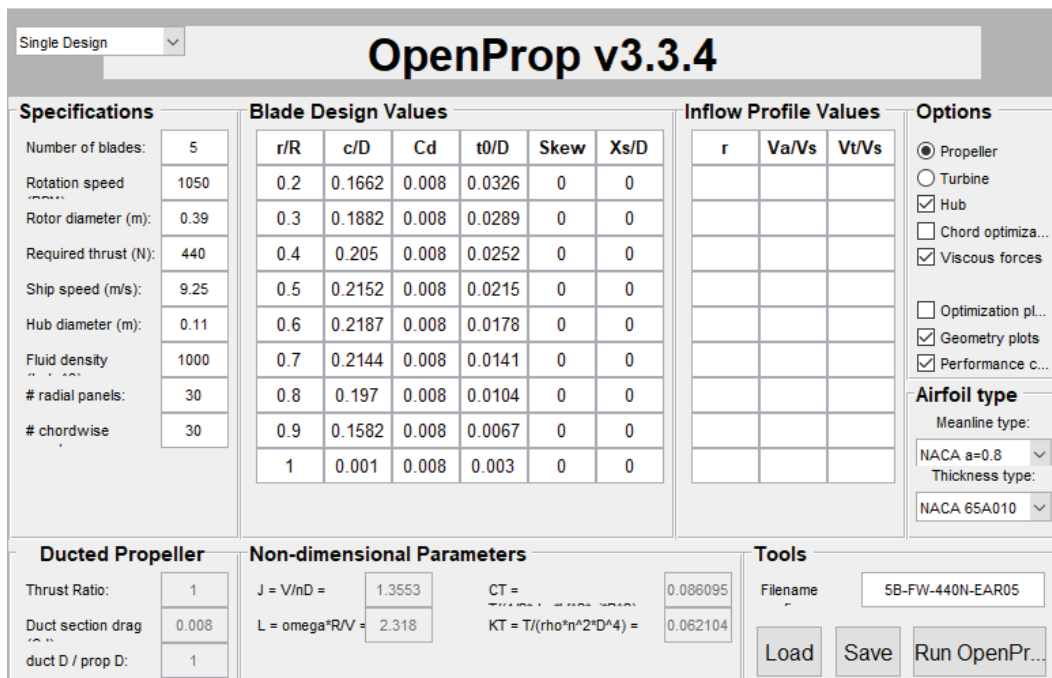 Single Design
OpenProp v3.3.4
Specifications
Number of blades: 5
Rotation speed 1050
Rotor diameter (m): 0.39
Required thrust (N): 440
Ship speed (m/s): 9.25
Hub diameter (m): 0.11
Fluid density 1000
# radial panels: 30
# chordwise 30
Blade Design Values
r/R c/D Cd t0/D Skew Xs/D
0.2 0.1662 0.008 0.0326 0 0
0.3 0.1882 0.008 0.0289 0 0
0.4 0.205 0.008 0.0252 0 0
0.5 0.2152 0.008 0.0215 0 0
0.6 0.2187 0.008 0.0178 0 0
0.7 0.2144 0.008 0.0141 0 0
0.8 0.197 0.008 0.0104 0 0
0.9 0.1582 0.008 0.0067 0 0
1 0.001 0.008 0.003 0 0
Inflow Profile Values
r Va/Vs Vt/Vs
Options
Propeller
Turbine
Hub
Chord optimiza...
Viscous forces
Optimization pl...
Geometry plots
Performance c...
Airfoil type
Meanline type:
NACA a=0.8
Thickness type:
NACA 65A010
Ducted Propeller
Thrust Ratio: 1
Duct section drag 0.008
duct D / prop D: 1
Non-dimensional Parameters
J = V/nD = 1.3553
L = omega*R/V = 2.318
CT = 0.086095
KT = T/(rho*n^2*D^4) = 0.062104
Tools
Filename 5B-FW-440N-EAR05
Load Save Run OpenPr...